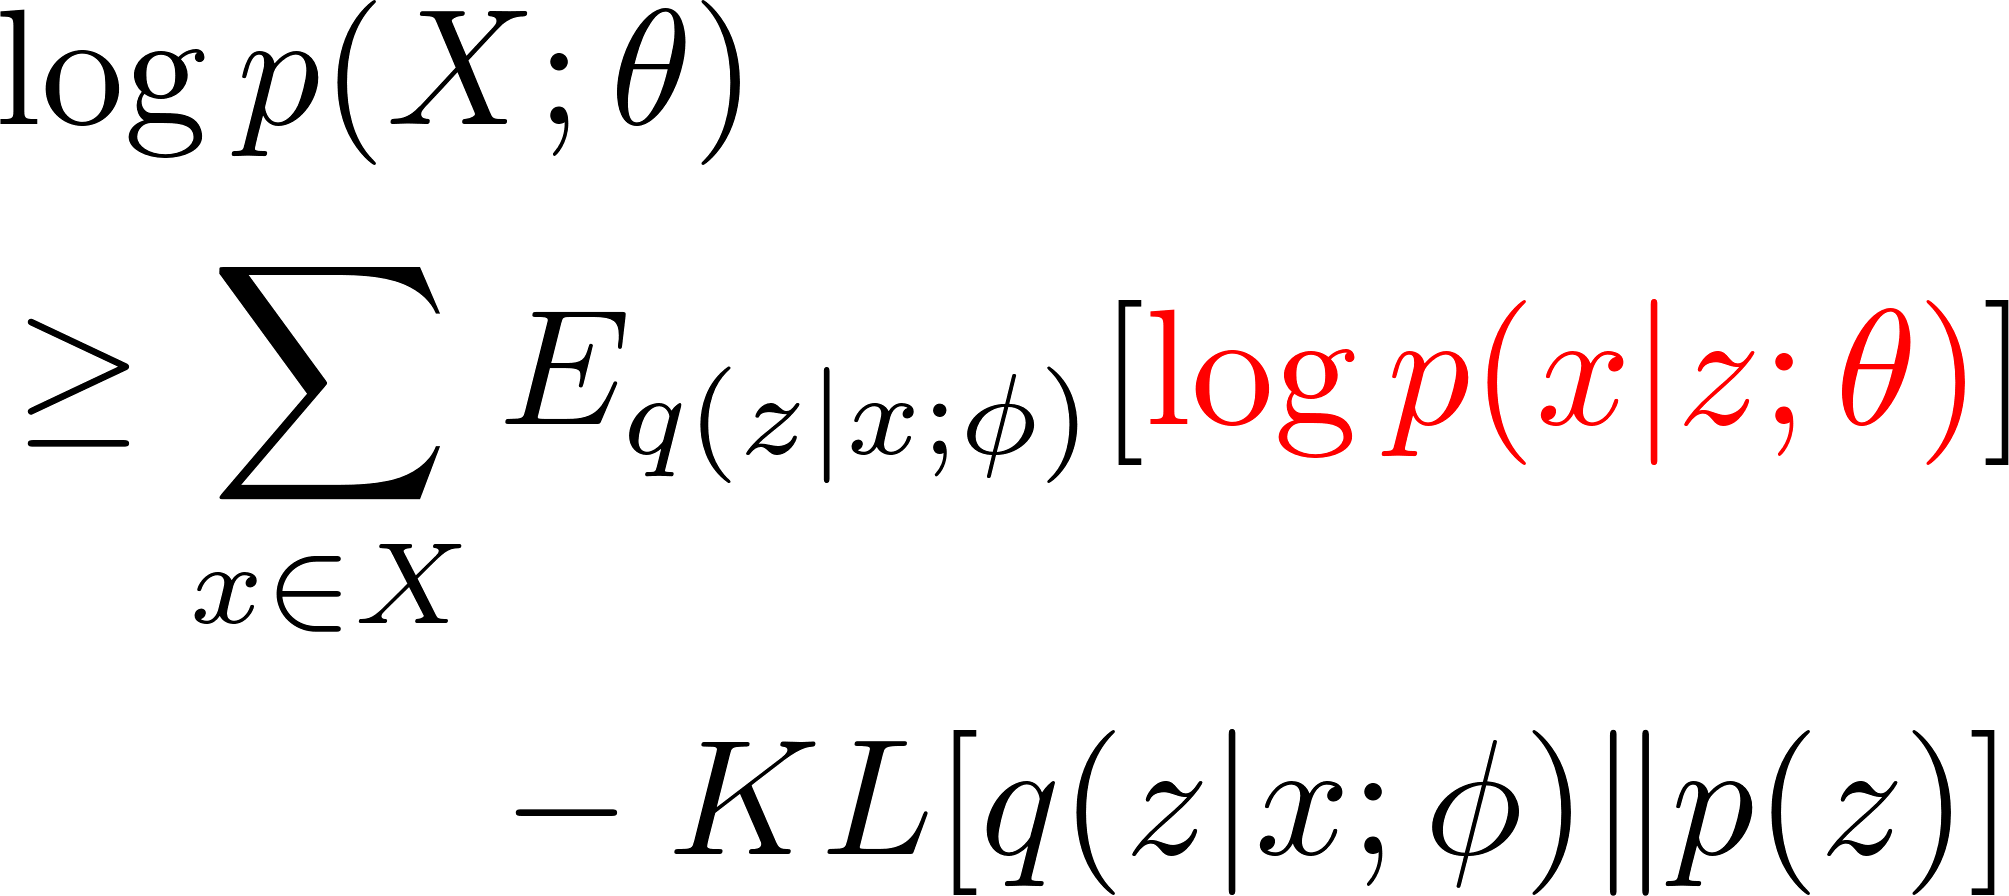 log p(X; θ)
≥ ∑ E_{q(z|x;ϕ)}[log p(x|z; θ)]
x∈X
− KL[q(z|x; ϕ)‖p(z)]